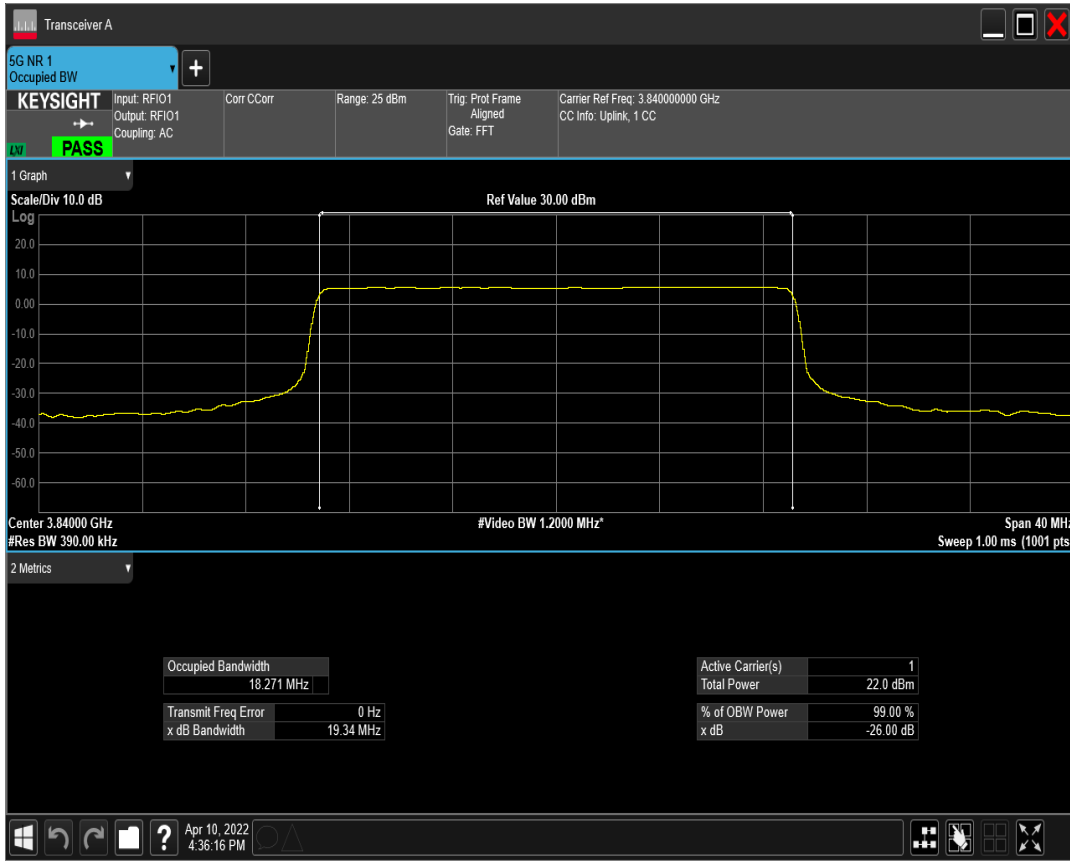 Transceiver A
5G NR 1
Occupied BW
+
KEYSIGHT
Input: RFIO1
Output: RFIO1
Coupling: AC
Corr CCorr
Range: 25 dBm
Trig: Prot Frame
Aligned
Gate: FFT
Carrier Ref Freq: 3.840000000 GHz
CC Info: Uplink, 1 CC
LXI
PASS
1 Graph
Scale/Div 10.0 dB
Ref Value 30.00 dBm
Log
20.0
10.0
0.00
-10.0
-20.0
-30.0
-40.0
-50.0
-60.0
Center 3.84000 GHz
#Video BW 1.2000 MHz*
Span 40 MHz
#Res BW 390.00 kHz
Sweep 1.00 ms (1001 pts
2 Metrics
Occupied Bandwidth
18.271 MHz
Transmit Freq Error 0 Hz
x dB Bandwidth 19.34 MHz
Active Carrier(s) 1
Total Power 22.0 dBm
% of OBW Power 99.00 %
x dB -26.00 dB
?
Apr 10, 2022
4:36:16 PM